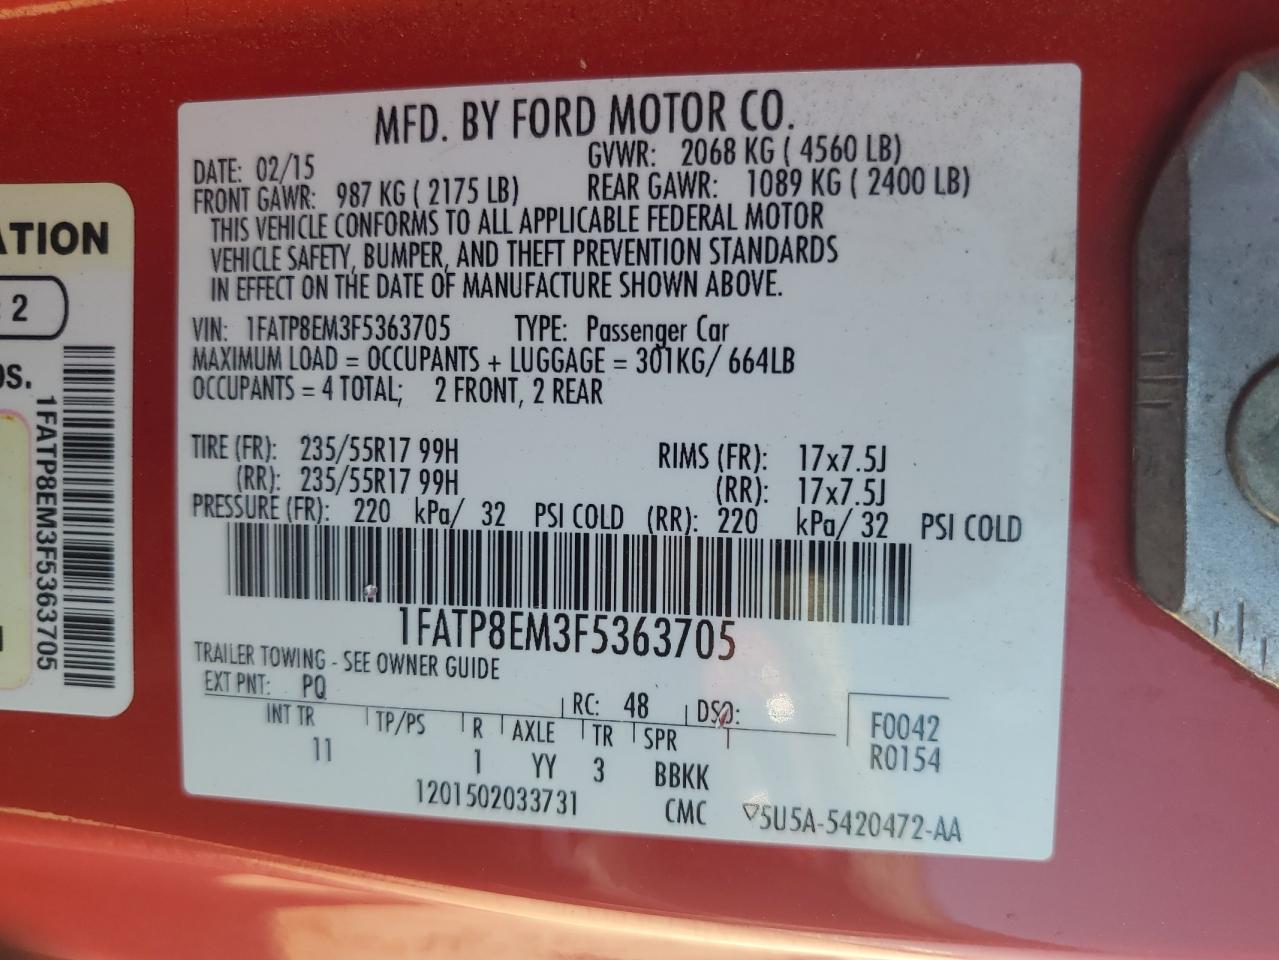 MFD. BY FORD MOTOR CO.
DATE: 02/15 GVWR: 2068 KG ( 4560 LB)
FRONT GAWR: 987 KG ( 2175 LB) REAR GAWR: 1089 KG ( 2400 LB)
THIS VEHICLE CONFORMS TO ALL APPLICABLE FEDERAL MOTOR
VEHICLE SAFETY, BUMPER, AND THEFT PREVENTION STANDARDS
IN EFFECT ON THE DATE OF MANUFACTURE SHOWN ABOVE.
VIN: 1FATP8EM3F5363705 TYPE: Passenger Car
MAXIMUM LOAD = OCCUPANTS + LUGGAGE = 301KG/ 664LB
OCCUPANTS = 4 TOTAL; 2 FRONT, 2 REAR
TIRE (FR): 235/55R17 99H RIMS (FR): 17x7.5J
(RR): 235/55R17 99H (RR): 17x7.5J
PRESSURE (FR): 220 kPa/ 32 PSI COLD (RR): 220 kPa/ 32 PSI COLD
1FATP8EM3F5363705
TRAILER TOWING - SEE OWNER GUIDE
EXT PNT: PQ RC: 48 DSO:
INT TR TP/PS R AXLE TR SPR F0042
11 1 YY 3 BBKK R0154
1201502033731 CMC ▽5U5A-5420472-AA
ATION
2
OS.
1FATP8EM3F5363705